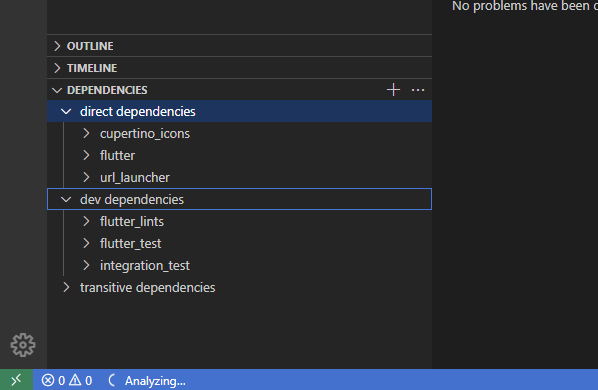 No problems have been
OUTLINE
TIMELINE
DEPENDENCIES
direct dependencies
cupertino_icons
flutter
url_launcher
dev dependencies
flutter_lints
flutter_test
integration_test
transitive dependencies
0 0 Analyzing...